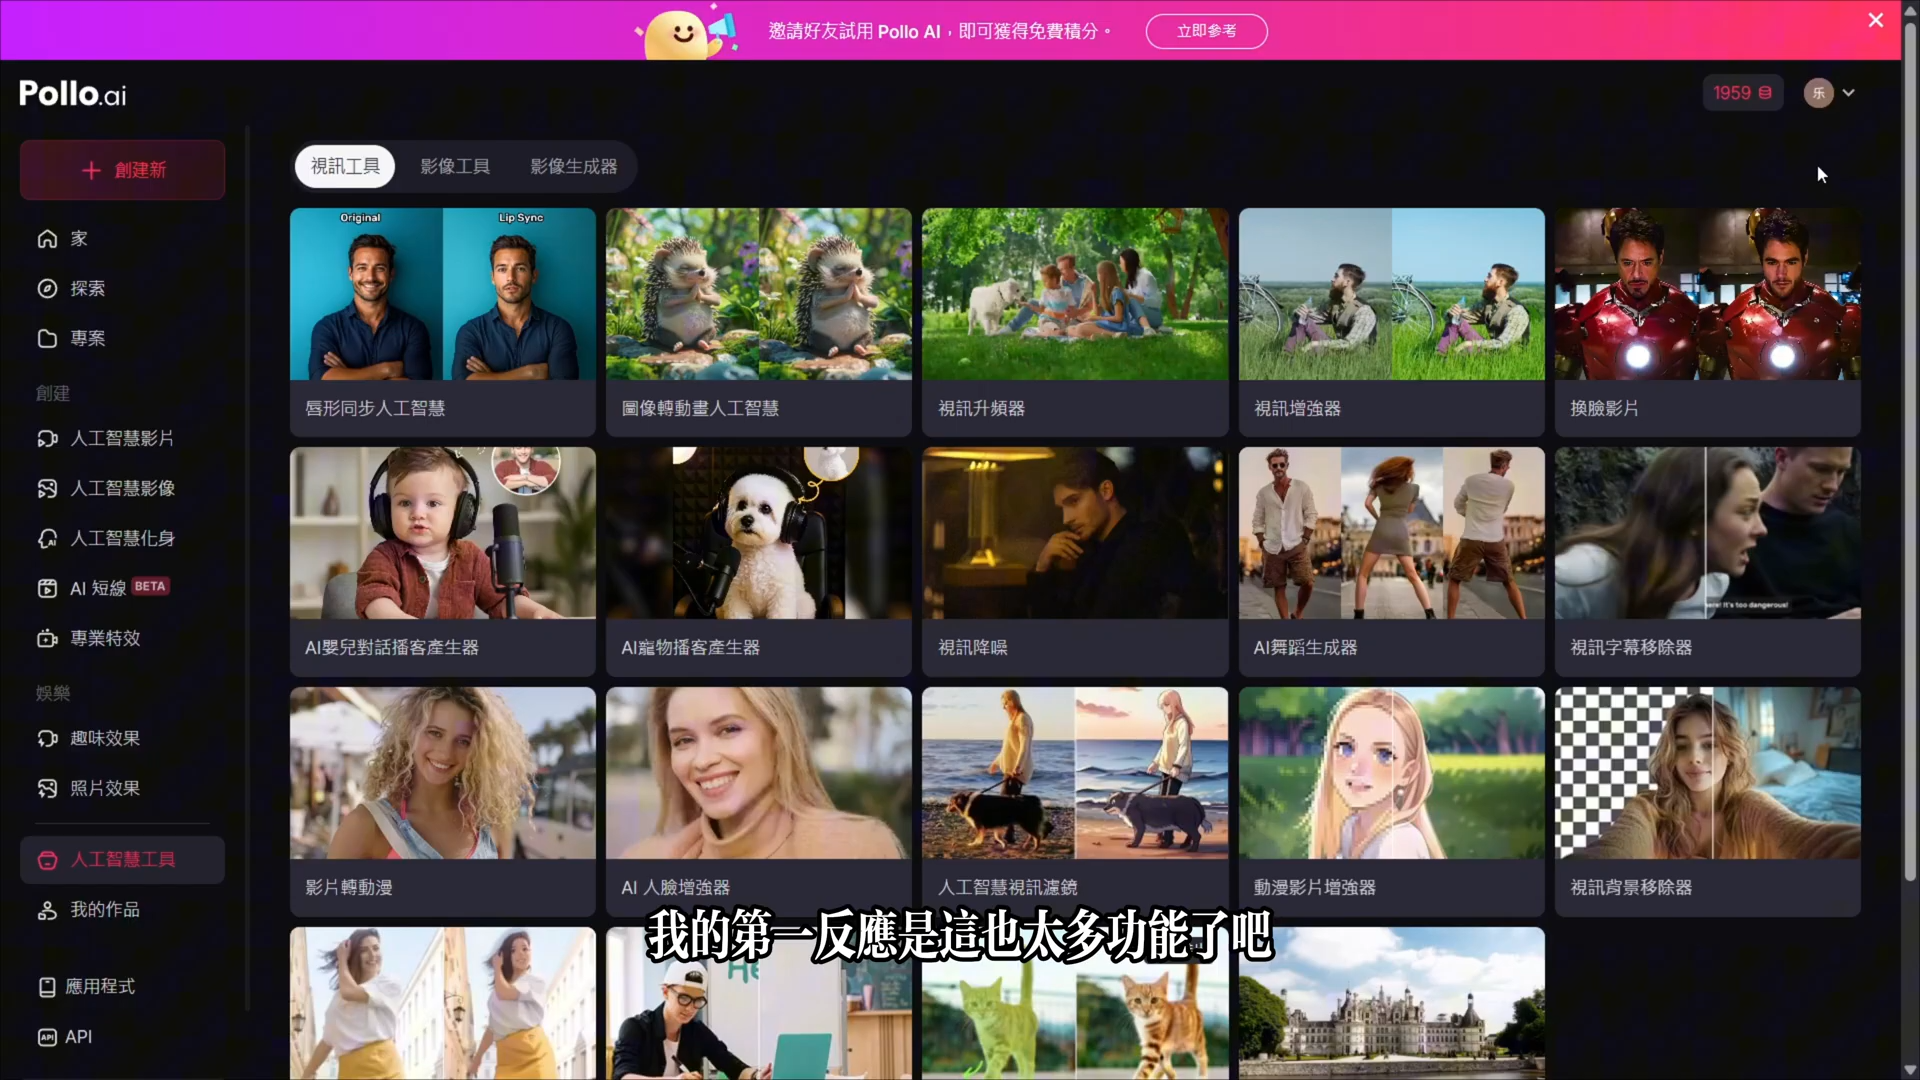 邀請好友試用 Pollo AI，即可獲得免費積分。
立即參考
Pollo.ai
1959
乐
創建新
視訊工具
影像工具
影像生成器
家
探索
專案
創建
人工智慧影片
人工智慧影像
人工智慧化身
AI 短線 BETA
專業特效
娛樂
趣味效果
照片效果
人工智慧工具
我的作品
應用程式
API
Original
Lip Sync
唇形同步人工智慧
圖像轉動畫人工智慧
視訊升頻器
視訊增強器
換臉影片
here! It's too dangerous!
AI嬰兒對話播客產生器
AI寵物播客產生器
視訊降噪
AI舞蹈生成器
視訊字幕移除器
影片轉動漫
AI 人臉增強器
人工智慧視訊濾鏡
動漫影片增強器
視訊背景移除器
我的第一反應是這也太多功能了吧